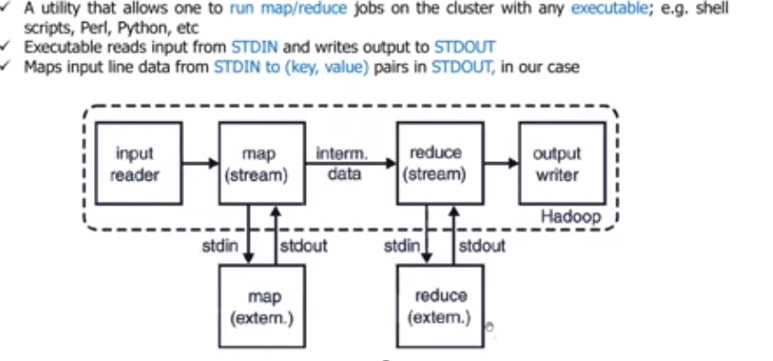 ✓ A utility that allows one to run map/reduce jobs on the cluster with any executable; e.g. shell
scripts, Perl, Python, etc
✓ Executable reads input from STDIN and writes output to STDOUT
✓ Maps input line data from STDIN to (key, value) pairs in STDOUT, in our case
input
reader
map
(stream)
interm.
data
reduce
(stream)
output
writer
Hadoop
stdin
stdout
stdin
stdout
map
(extern.)
reduce
(extern.)